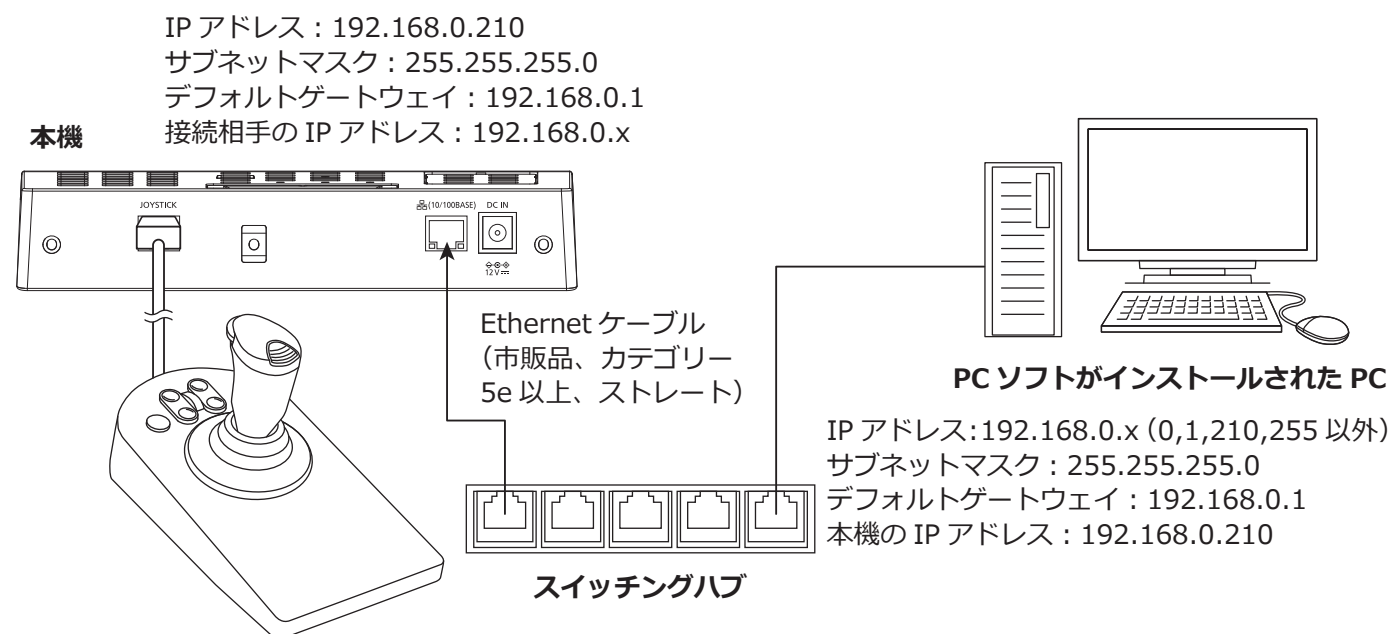 IP アドレス：192.168.0.210
サブネットマスク：255.255.255.0
デフォルトゲートウェイ：192.168.0.1
接続相手の IP アドレス：192.168.0.x
本機
JOYSTICK
(10/100BASE)
DC IN
12 V
Ethernet ケーブル
（市販品、カテゴリー
5e 以上、ストレート）
スイッチングハブ
PC ソフトがインストールされた PC
IP アドレス：192.168.0.x（0,1,210,255 以外）
サブネットマスク：255.255.255.0
デフォルトゲートウェイ：192.168.0.1
本機の IP アドレス：192.168.0.210